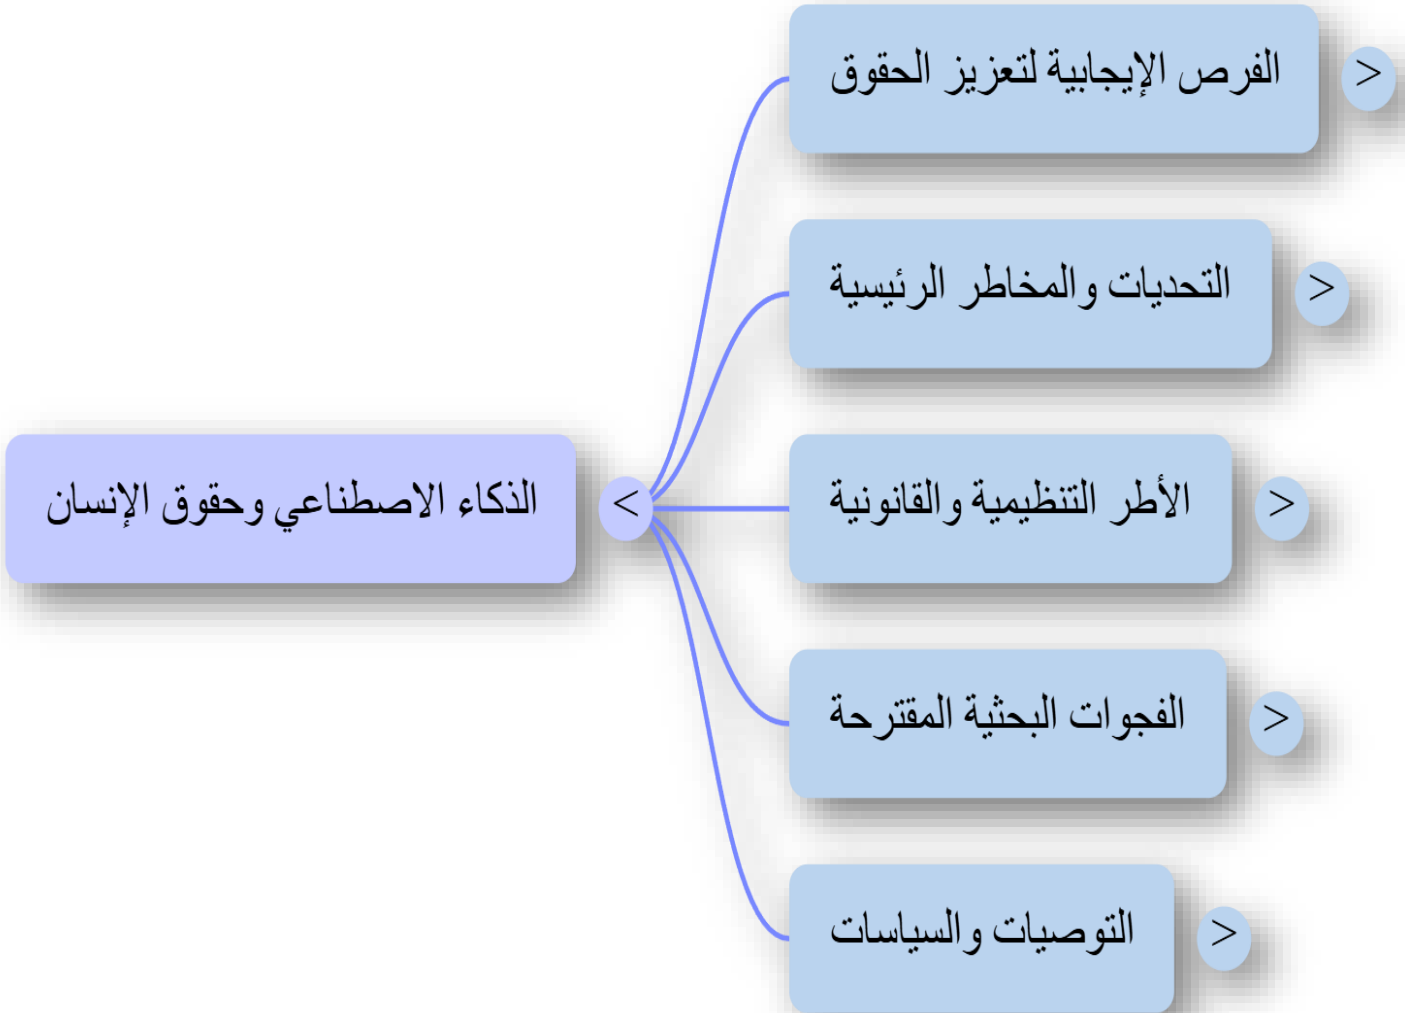 الفرص الإيجابية لتعزيز الحقوق
>
التحديات والمخاطر الرئيسية
>
الذكاء الاصطناعي وحقوق الإنسان
<
الأطر التنظيمية والقانونية
>
الفجوات البحثية المقترحة
>
التوصيات والسياسات
>